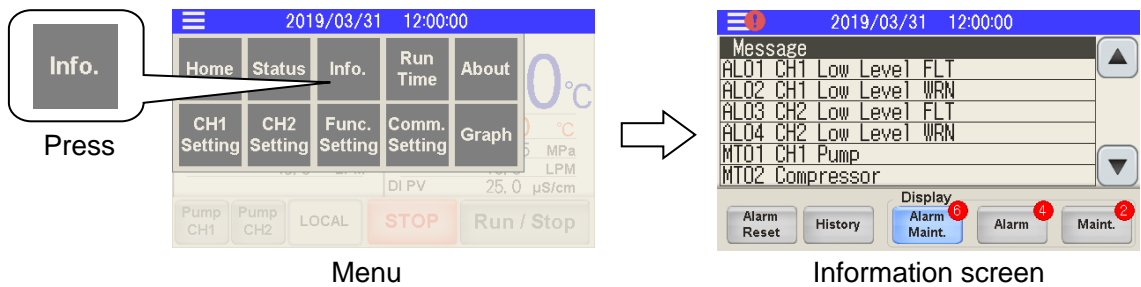 Info.
Press
2019/03/31 12:00:00
Home Status Info. Run Time About
CH1 Setting CH2 Setting Func. Setting Comm. Setting Graph
0℃
0 ℃
5 MPa
LPM
DI PV 25.0 µS/cm
Pump CH1 Pump CH2 LOCAL STOP Run / Stop
Menu
2019/03/31 12:00:00
Message
AL01 CH1 Low Level FLT
AL02 CH1 Low Level WRN
AL03 CH2 Low Level FLT
AL04 CH2 Low Level WRN
MT01 CH1 Pump
MT02 Compressor
Display
Alarm Reset History Alarm Maint. 6 Alarm 4 Maint. 2
Information screen